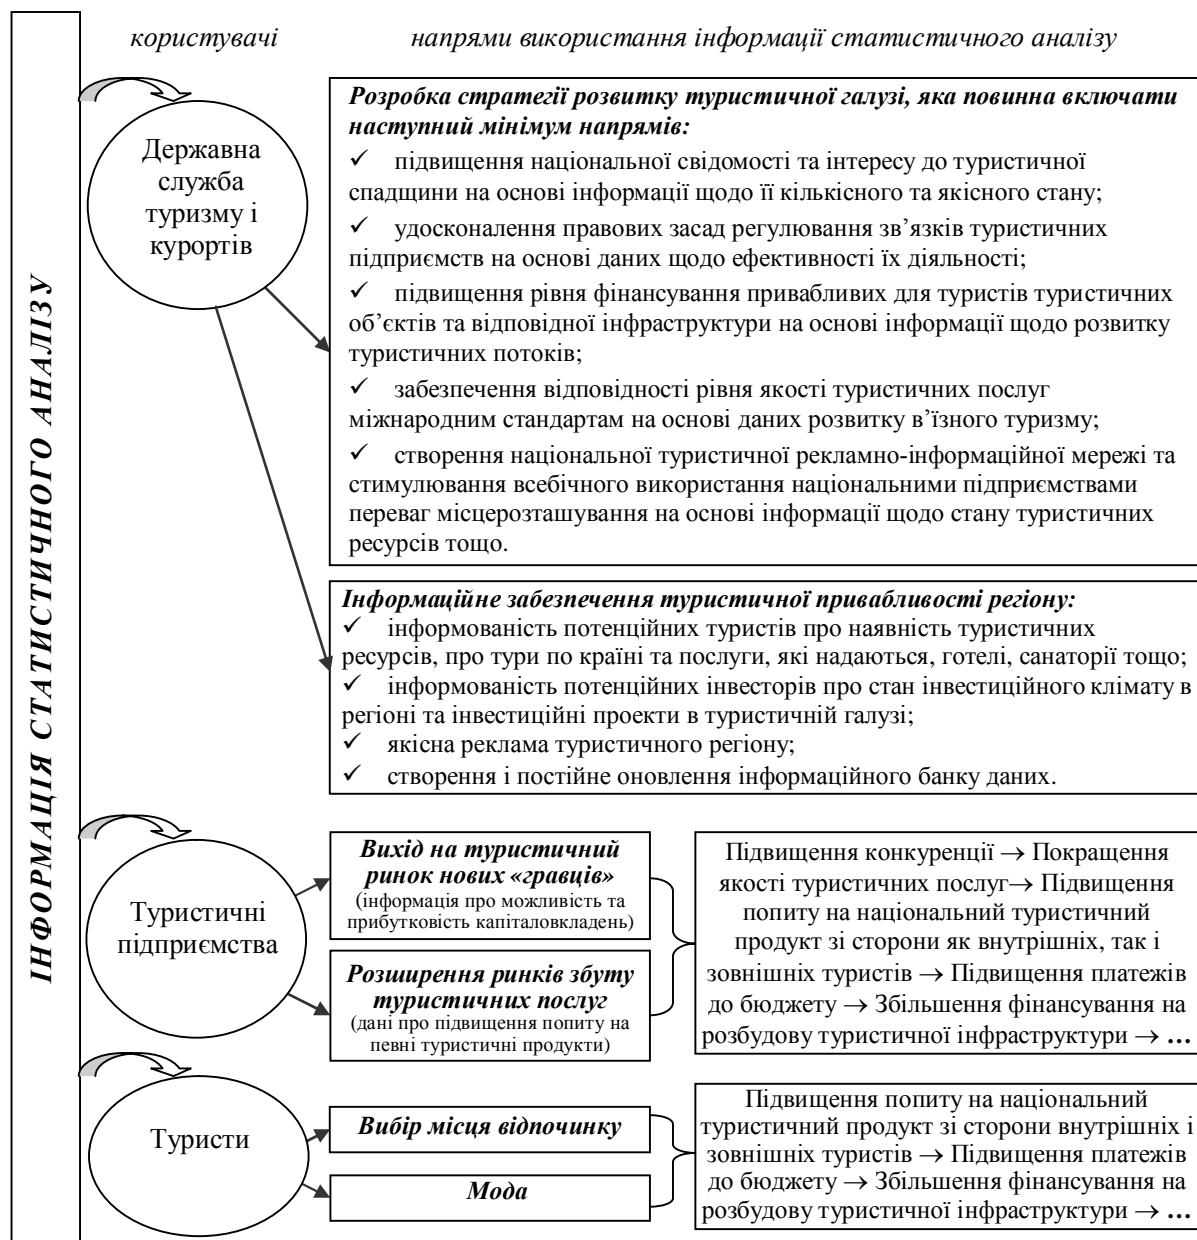 ІНФОРМАЦІЯ СТАТИСТИЧНОГО АНАЛІЗУ
користувачі
напрями використання інформації статистичного аналізу
Державна
служба
туризму і
курортів
Розробка стратегії розвитку туристичної галузі, яка повинна включати
наступний мінімум напрямів:
✓ підвищення національної свідомості та інтересу до туристичної
спадщини на основі інформації щодо її кількісного та якісного стану;
✓ удосконалення правових засад регулювання зв’язків туристичних
підприємств на основі даних щодо ефективності їх діяльності;
✓ підвищення рівня фінансування привабливих для туристів туристичних
об’єктів та відповідної інфраструктури на основі інформації щодо розвитку
туристичних потоків;
✓ забезпечення відповідності рівня якості туристичних послуг
міжнародним стандартам на основі даних розвитку в’їзного туризму;
✓ створення національної туристичної рекламно-інформаційної мережі та
стимулювання всебічного використання національними підприємствами
переваг місцерозташування на основі інформації щодо стану туристичних
ресурсів тощо.
Інформаційне забезпечення туристичної привабливості регіону:
✓ інформованість потенційних туристів про наявність туристичних
ресурсів, про тури по країні та послуги, які надаються, готелі, санаторії тощо;
✓ інформованість потенційних інвесторів про стан інвестиційного клімату в
регіоні та інвестиційні проекти в туристичній галузі;
✓ якісна реклама туристичного регіону;
✓ створення і постійне оновлення інформаційного банку даних.
Туристичні
підприємства
Вихід на туристичний
ринок нових «гравців»
(інформація про можливість та
прибутковість капіталовкладень)
Розширення ринків збуту
туристичних послуг
(дані про підвищення попиту на
певні туристичні продукти)
Підвищення конкуренції → Покращення
якості туристичних послуг→ Підвищення
попиту на національний туристичний
продукт зі сторони як внутрішніх, так і
зовнішніх туристів → Підвищення платежів
до бюджету → Збільшення фінансування на
розбудову туристичної інфраструктури → ...
Туристи
Вибір місця відпочинку
Мода
Підвищення попиту на національний
туристичний продукт зі сторони внутрішніх і
зовнішніх туристів → Підвищення платежів
до бюджету → Збільшення фінансування на
розбудову туристичної інфраструктури → ...